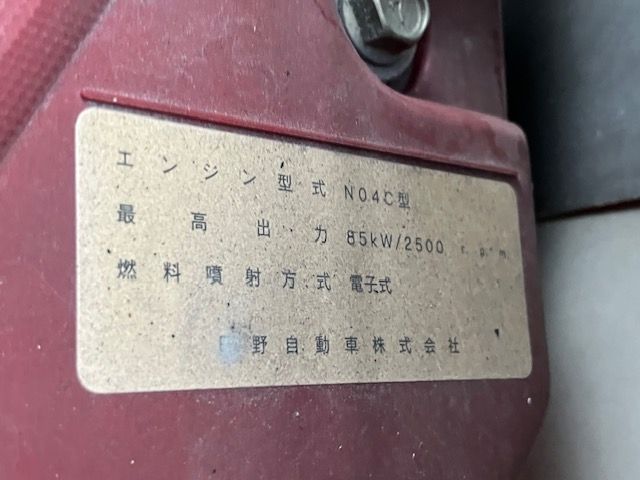 エンジン型式 N04C型
最高出力 85kW/2500 r.p.m.
燃料噴射方式 電子式
野自動車株式会社